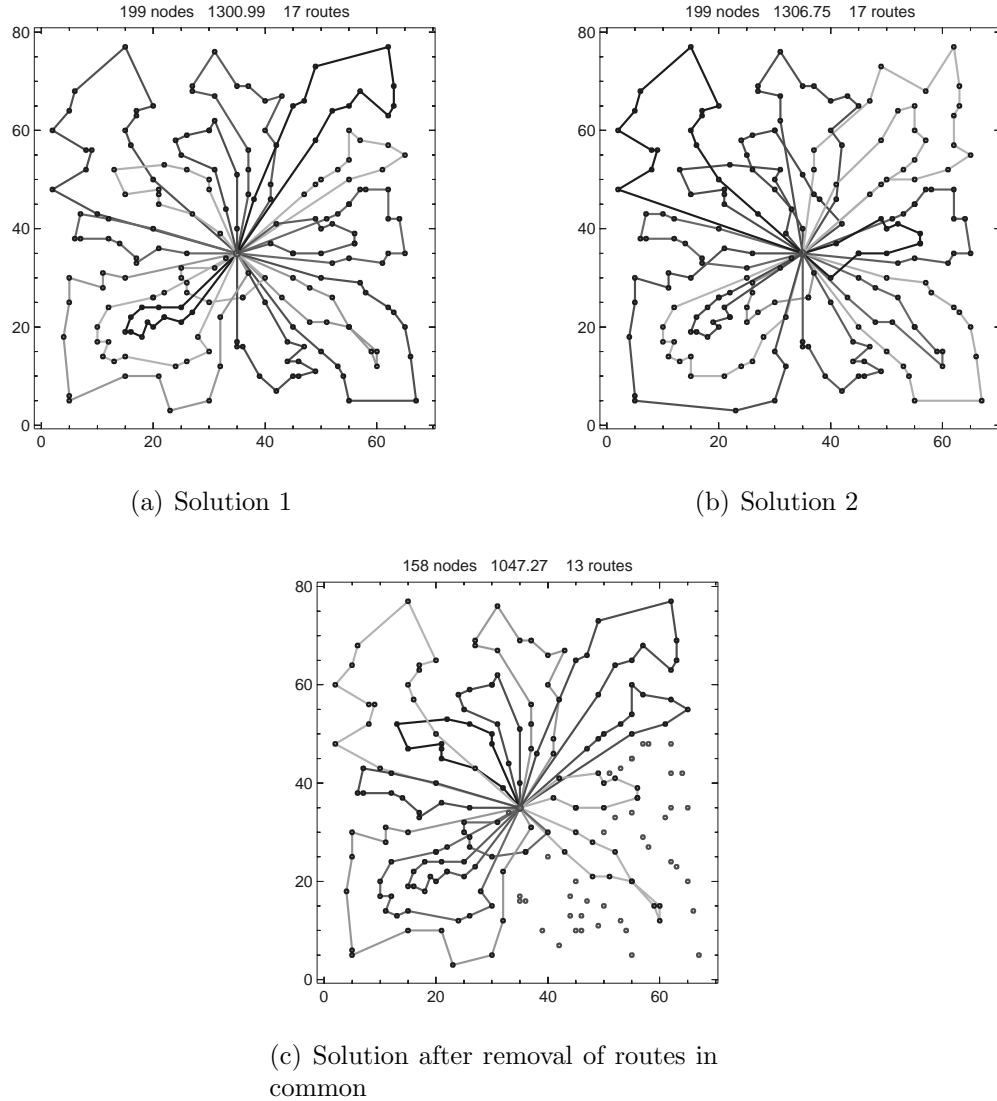 199 nodes 1300.99 17 routes
80
60
40
20
0
0 20 40 60
(a) Solution 1
199 nodes 1306.75 17 routes
80
60
40
20
0
0 20 40 60
(b) Solution 2
158 nodes 1047.27 13 routes
80
60
40
20
0
0 20 40 60
(c) Solution after removal of routes in
common